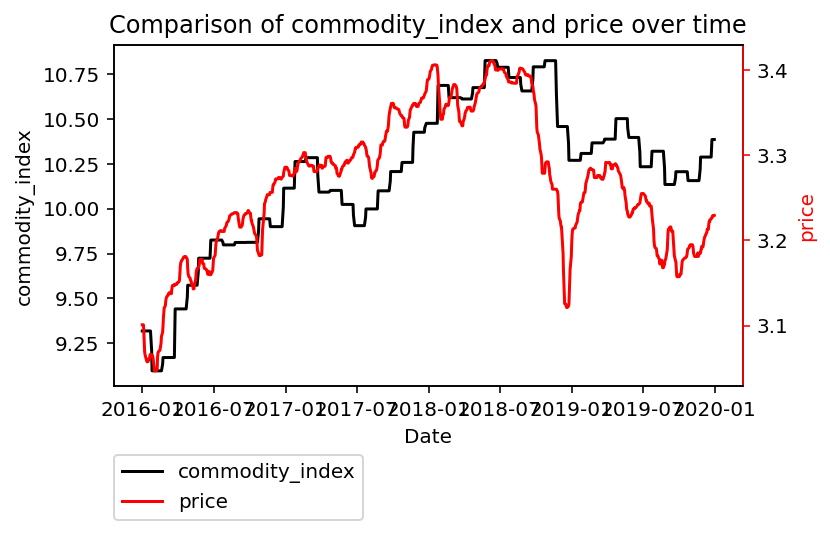 Comparison of commodity_index and price over time
commodity_index
10.75
10.50
10.25
10.00
9.75
9.50
9.25
3.4
3.3
3.2
3.1
price
2016-01 2016-07 2017-01 2017-07 2018-01 2018-07 2019-01 2019-07 2020-01
Date
commodity_index
price